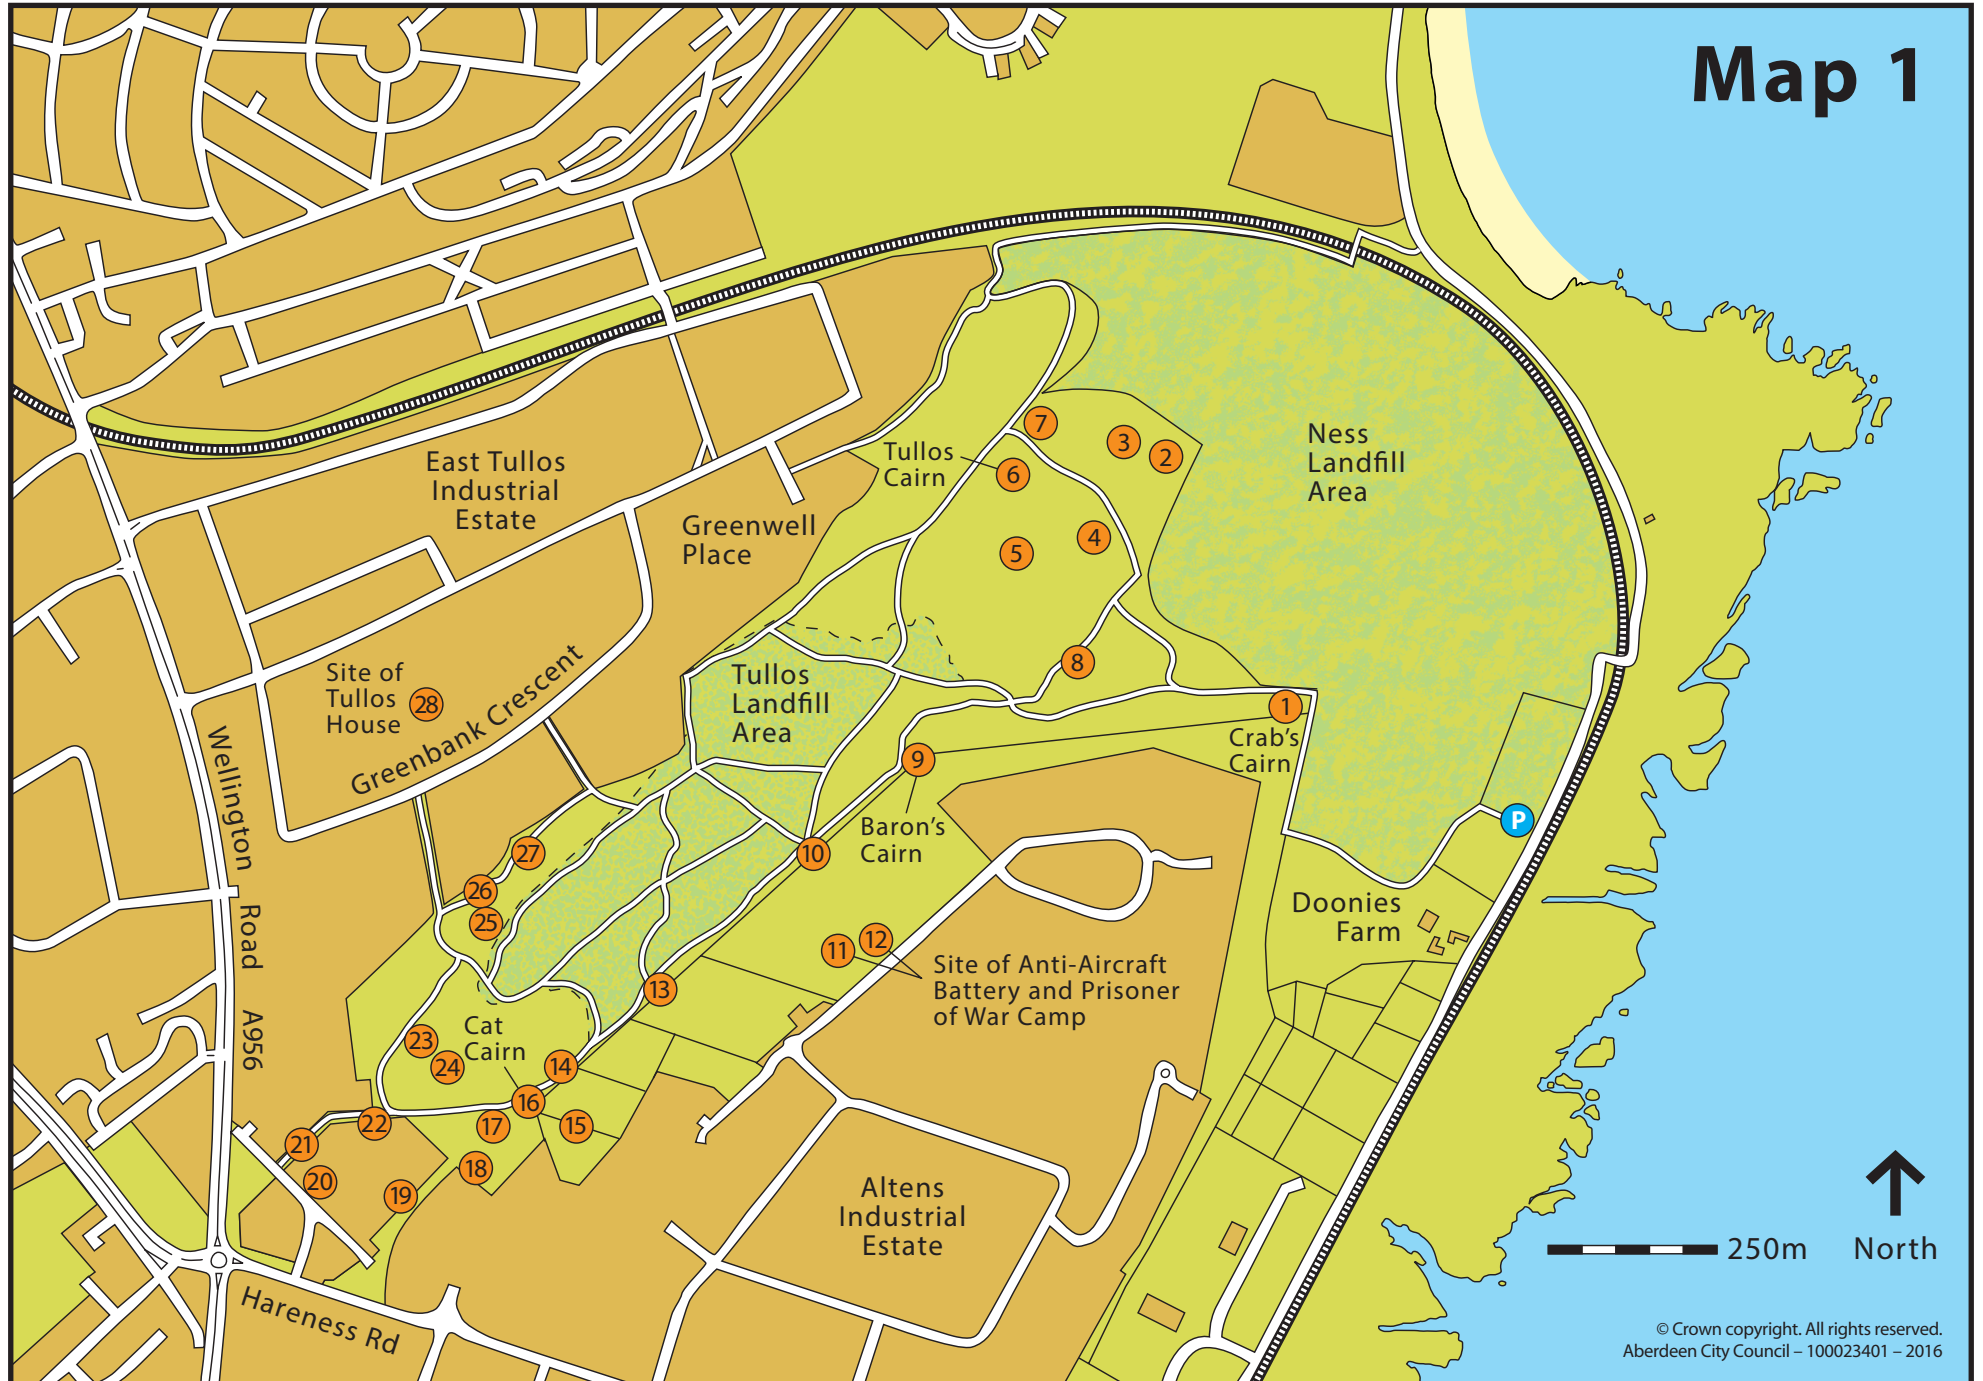 Map 1
7
3
2
Ness
Landfill
Area
Tullos
Cairn
6
East Tullos
Industrial
Estate
Greenwell
Place
5
4
8
Site of
Tullos
House
28
Tullos
Landfill
Area
1
Crab's
Cairn
Greenbank Crescent
9
Baron's
Cairn
P
Wellington Road A956
27
10
26
25
Doonies
Farm
11
12
Site of Anti-Aircraft
Battery and Prisoner
of War Camp
13
Cat
Cairn
23
24
14
16
15
17
22
21
18
20
19
Altens
Industrial
Estate
250m
North
Hareness Rd
© Crown copyright. All rights reserved.
Aberdeen City Council – 100023401 – 2016